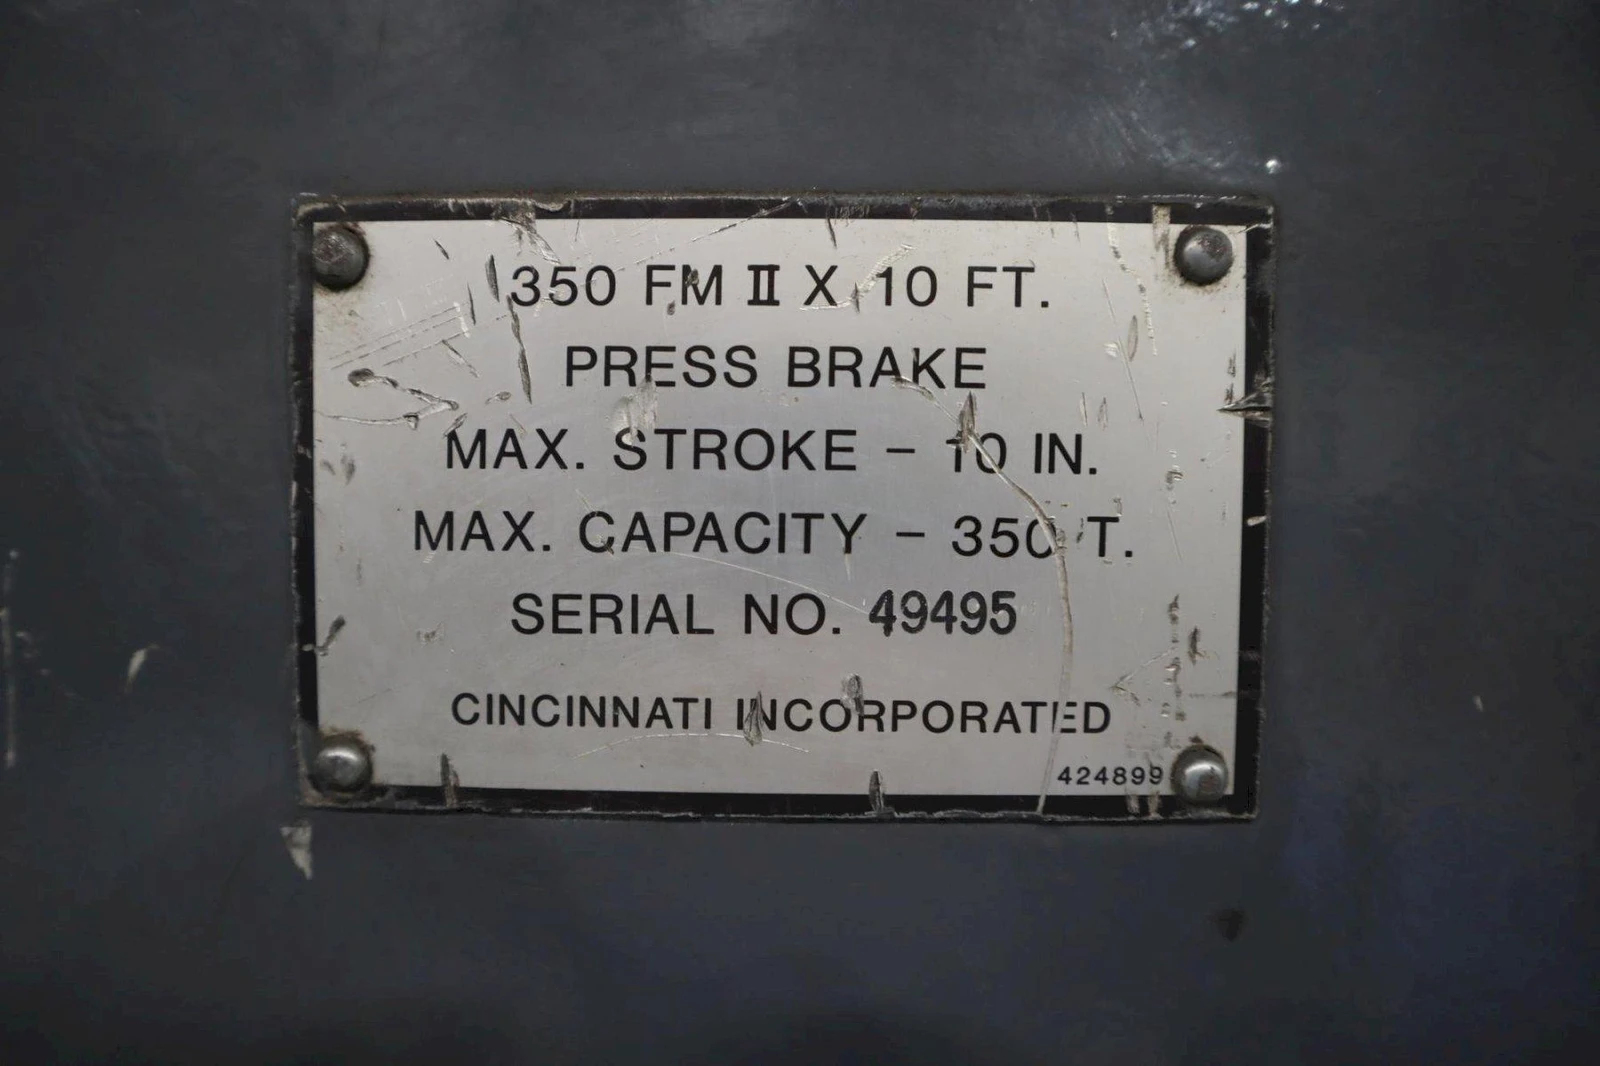 350 FM II X 10 FT.
PRESS BRAKE
MAX. STROKE - 10 IN.
MAX. CAPACITY - 350 T.
SERIAL NO. 49495
CINCINNATI INCORPORATED
424899